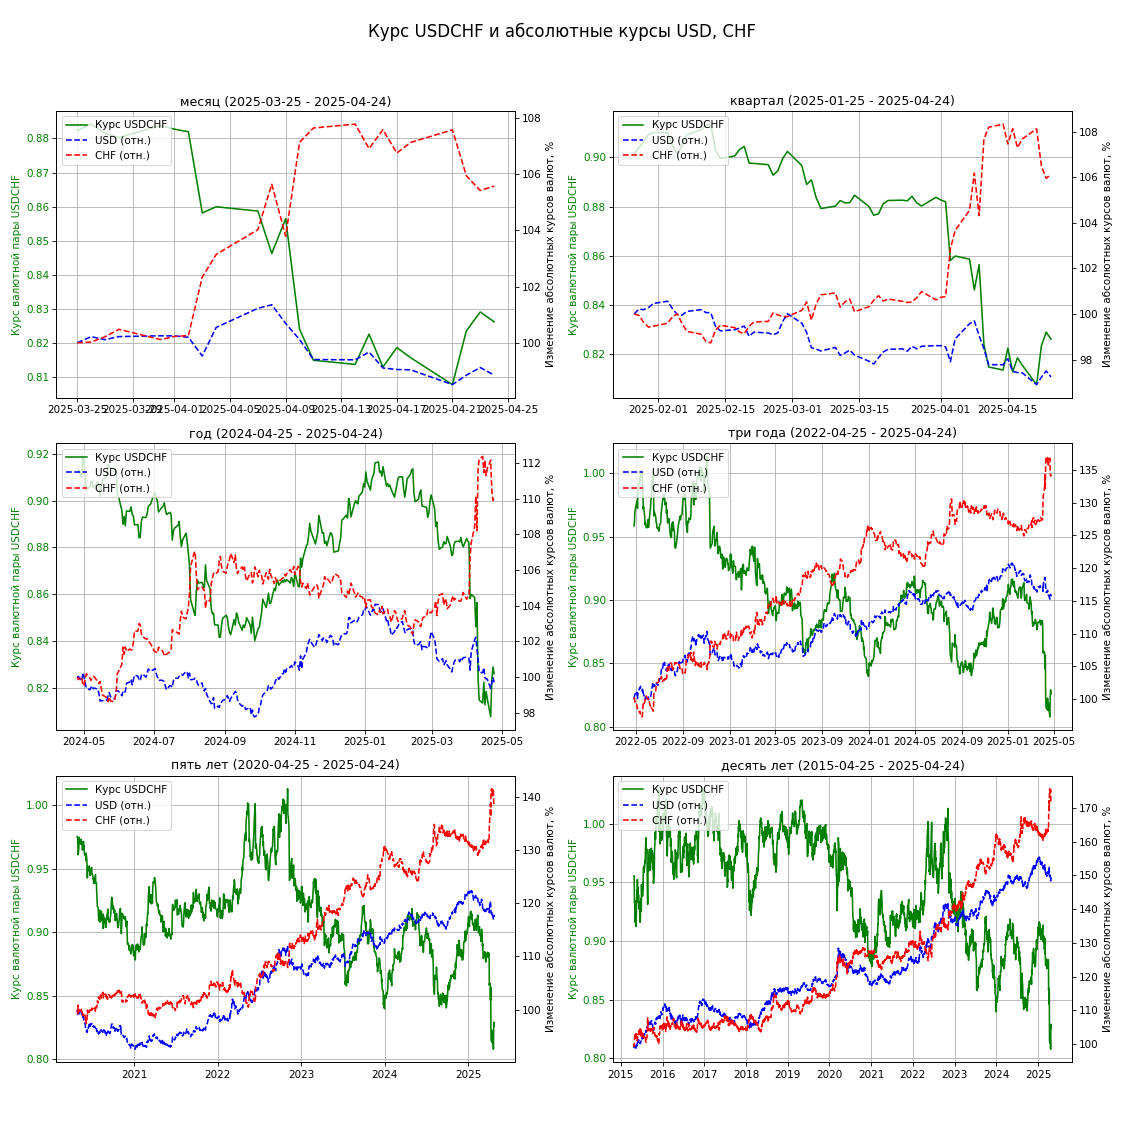 Курс USDCHF и абсолютные курсы USD, CHF
месяц (2025-03-25 - 2025-04-24)
Курс USDCHF
USD (отн.)
CHF (отн.)
Курс валютной пары USDCHF
0.88
0.87
0.86
0.85
0.84
0.83
0.82
0.81
108
106
104
102
100
Изменение абсолютных курсов валют, %
2025-03-25 2025-03-29 2025-04-01 2025-04-05 2025-04-09 2025-04-13 2025-04-17 2025-04-21 2025-04-25
квартал (2025-01-25 - 2025-04-24)
Курс USDCHF
USD (отн.)
CHF (отн.)
Курс валютной пары USDCHF
0.90
0.88
0.86
0.84
0.82
108
106
104
102
100
98
Изменение абсолютных курсов валют, %
2025-02-01 2025-02-15 2025-03-01 2025-03-15 2025-04-01 2025-04-15
год (2024-04-25 - 2025-04-24)
Курс USDCHF
USD (отн.)
CHF (отн.)
Курс валютной пары USDCHF
0.92
0.90
0.88
0.86
0.84
0.82
112
110
108
106
104
102
100
98
Изменение абсолютных курсов валют, %
2024-05 2024-07 2024-09 2024-11 2025-01 2025-03 2025-05
три года (2022-04-25 - 2025-04-24)
Курс USDCHF
USD (отн.)
CHF (отн.)
Курс валютной пары USDCHF
1.00
0.95
0.90
0.85
0.80
135
130
125
120
115
110
105
100
Изменение абсолютных курсов валют, %
2022-05 2022-09 2023-01 2023-05 2023-09 2024-01 2024-05 2024-09 2025-01 2025-05
пять лет (2020-04-25 - 2025-04-24)
Курс USDCHF
USD (отн.)
CHF (отн.)
Курс валютной пары USDCHF
1.00
0.95
0.90
0.85
0.80
140
130
120
110
100
Изменение абсолютных курсов валют, %
2021 2022 2023 2024 2025
десять лет (2015-04-25 - 2025-04-24)
Курс USDCHF
USD (отн.)
CHF (отн.)
Курс валютной пары USDCHF
1.00
0.95
0.90
0.85
0.80
170
160
150
140
130
120
110
100
Изменение абсолютных курсов валют, %
2015 2016 2017 2018 2019 2020 2021 2022 2023 2024 2025